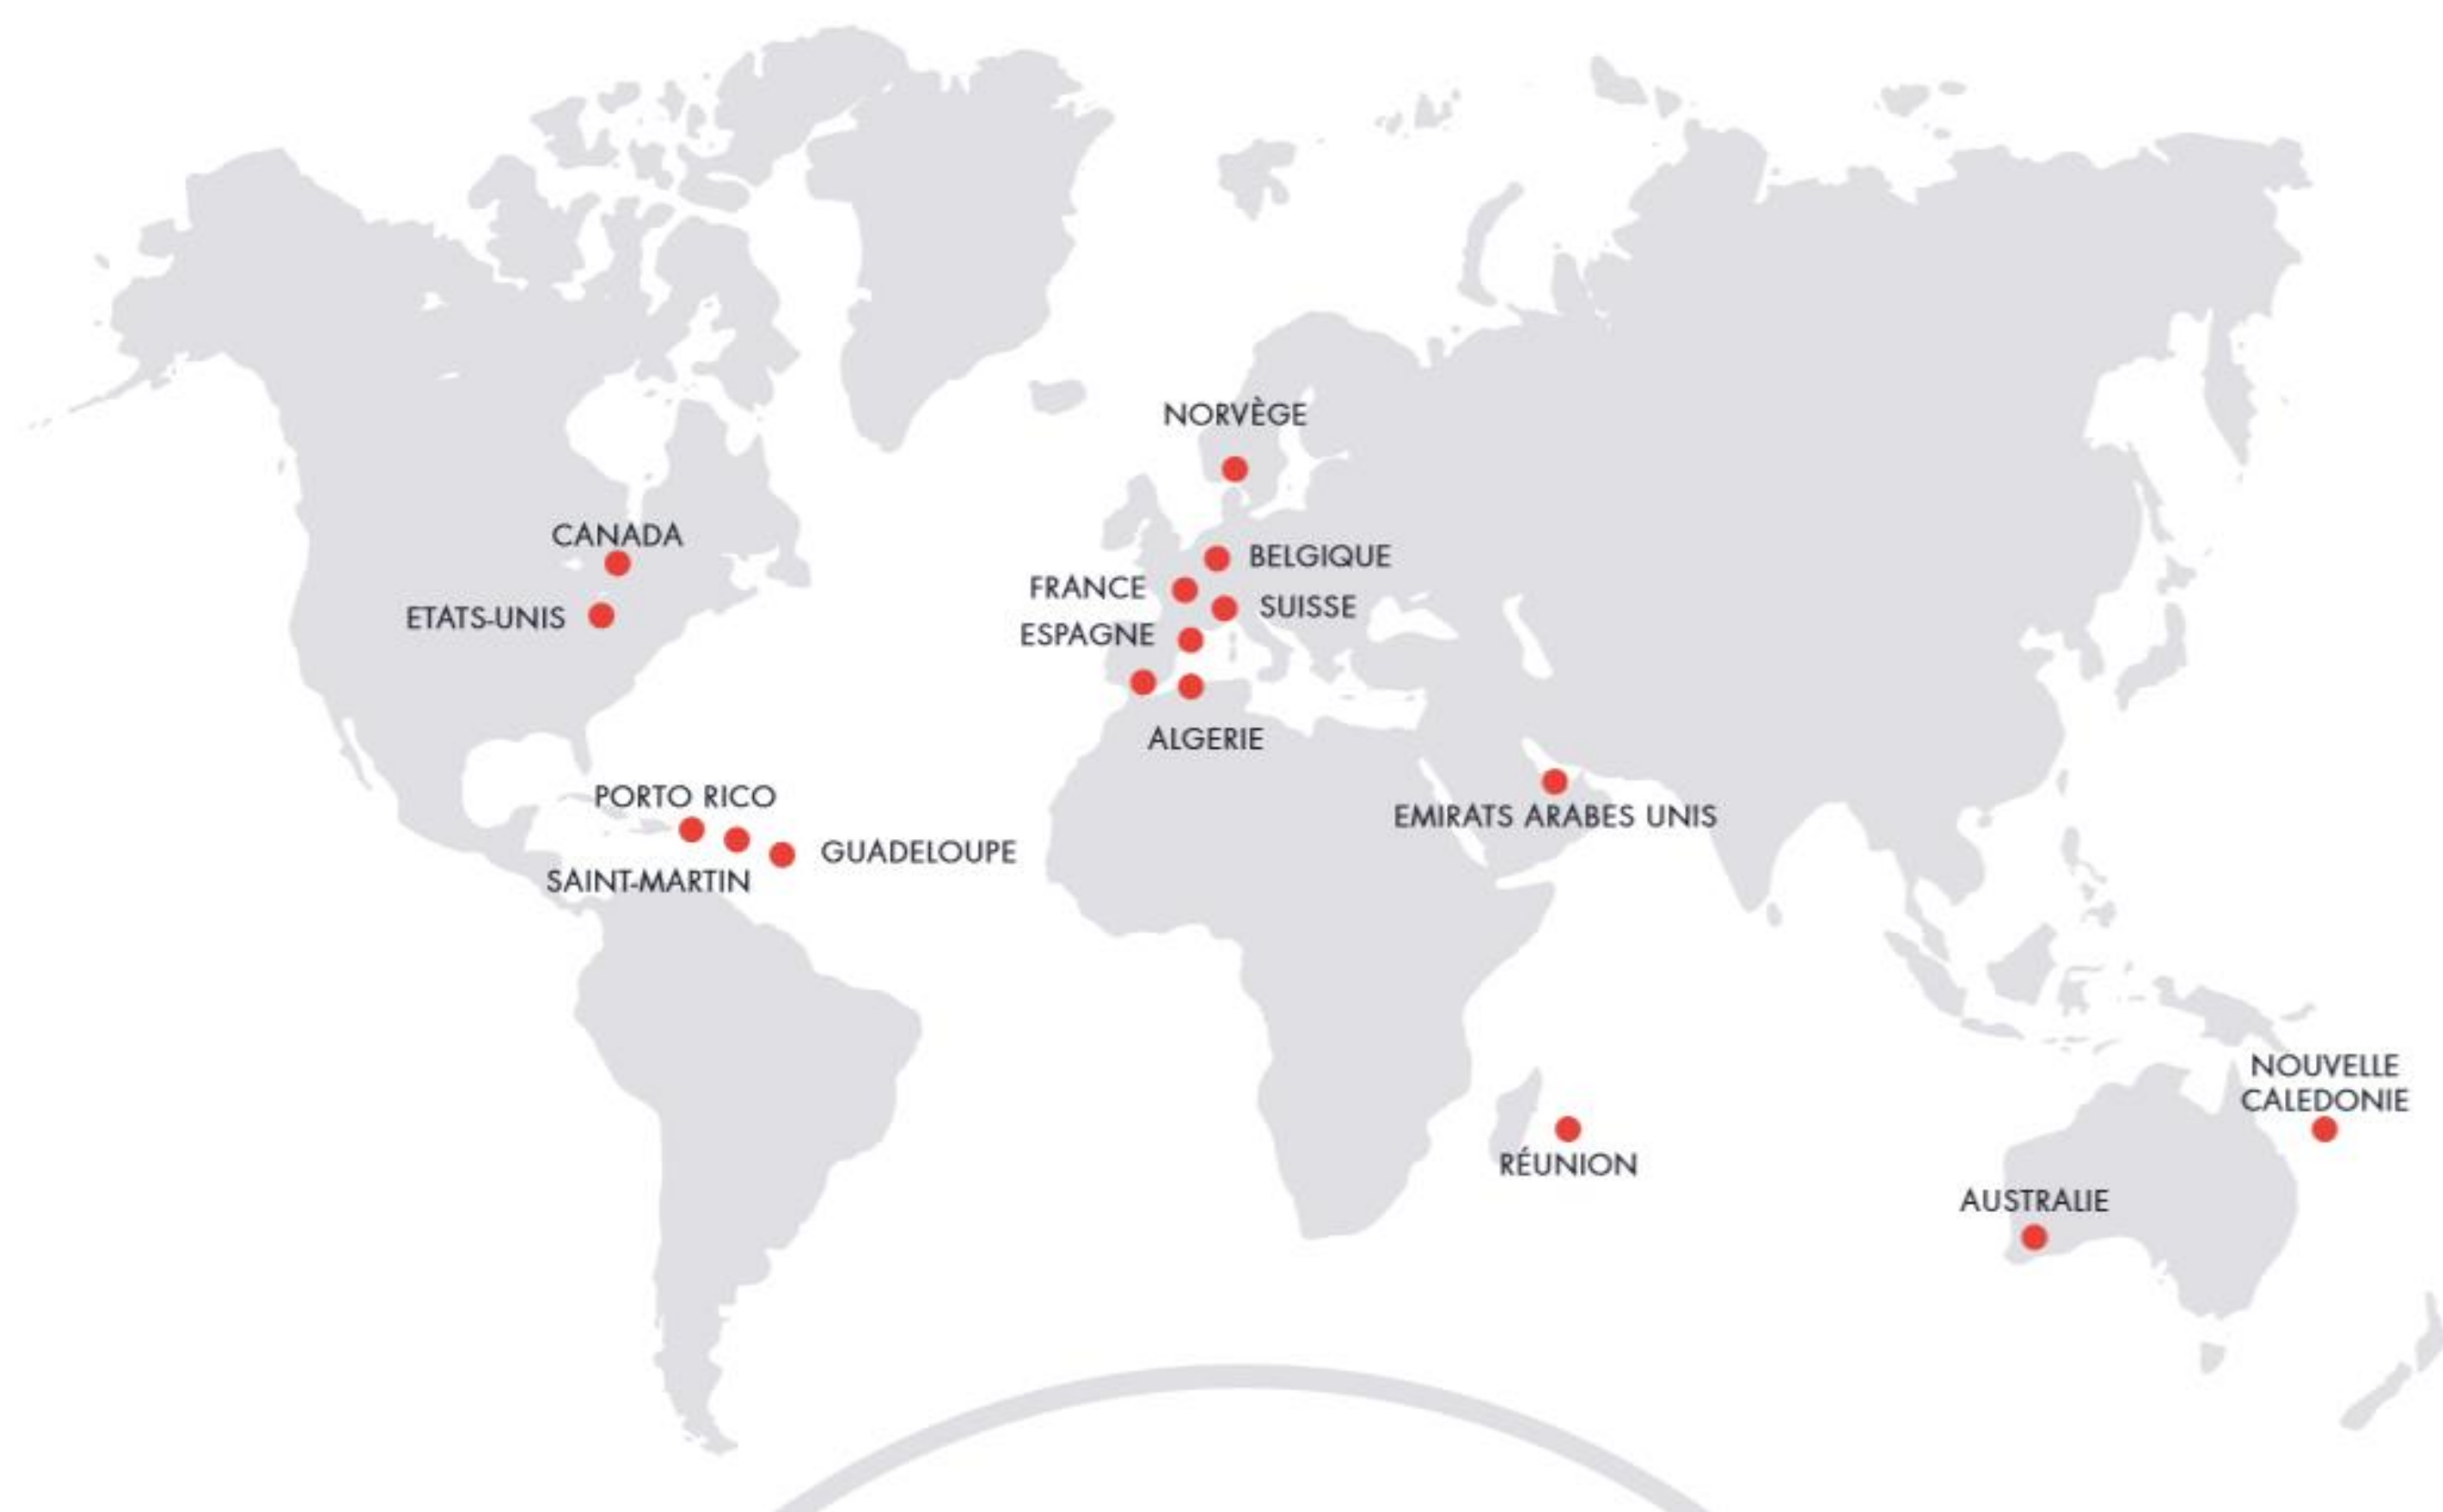 NORVÈGE
CANADA
BELGIQUE
FRANCE
SUISSE
ETATS-UNIS
ESPAGNE
ALGERIE
PORTO RICO
EMIRATS ARABES UNIS
GUADELOUPE
SAINT-MARTIN
NOUVELLE
CALEDONIE
RÉUNION
AUSTRALIE